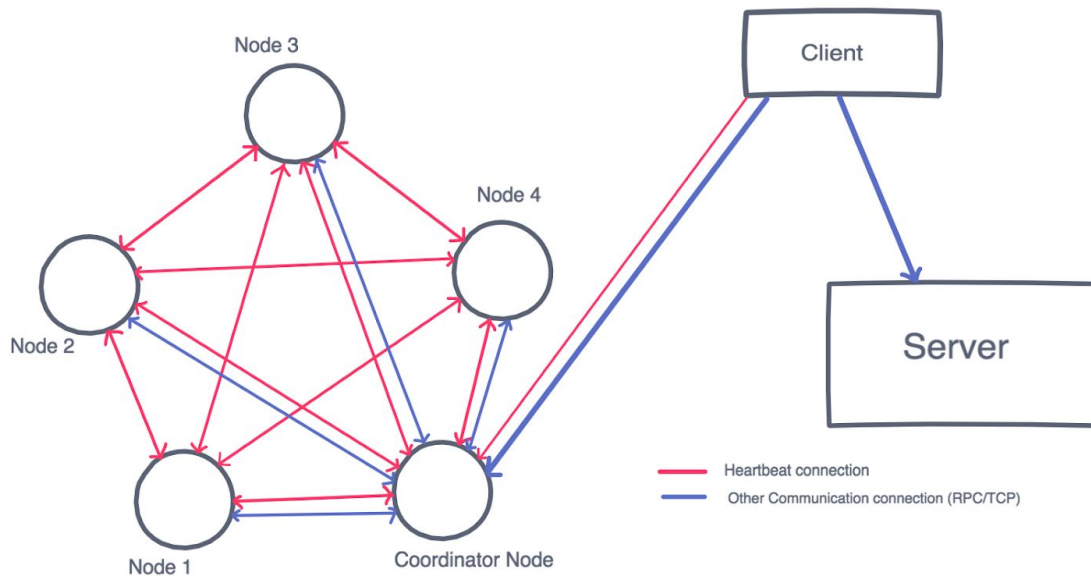 Node 3
Client
Node 4
Node 2
Server
Heartbeat connection
Other Communication connection (RPC/TCP)
Node 1
Coordinator Node